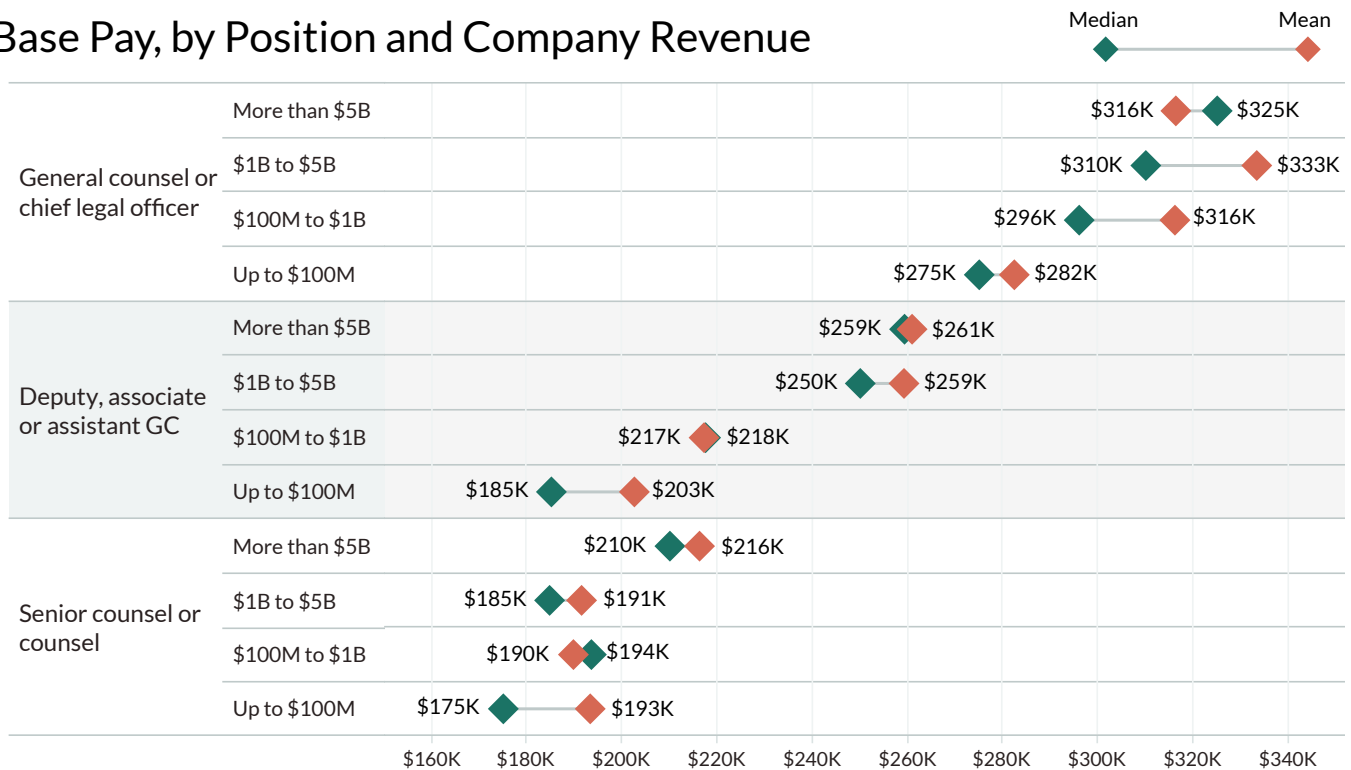 Base Pay, by Position and Company Revenue
Median Mean
General counsel or
chief legal officer
More than $5B $316K $325K
$1B to $5B $310K $333K
$100M to $1B $296K $316K
Up to $100M $275K $282K
Deputy, associate
or assistant GC
More than $5B $259K $261K
$1B to $5B $250K $259K
$100M to $1B $217K $218K
Up to $100M $185K $203K
Senior counsel or
counsel
More than $5B $210K $216K
$1B to $5B $185K $191K
$100M to $1B $190K $194K
Up to $100M $175K $193K
$160K $180K $200K $220K $240K $260K $280K $300K $320K $340K